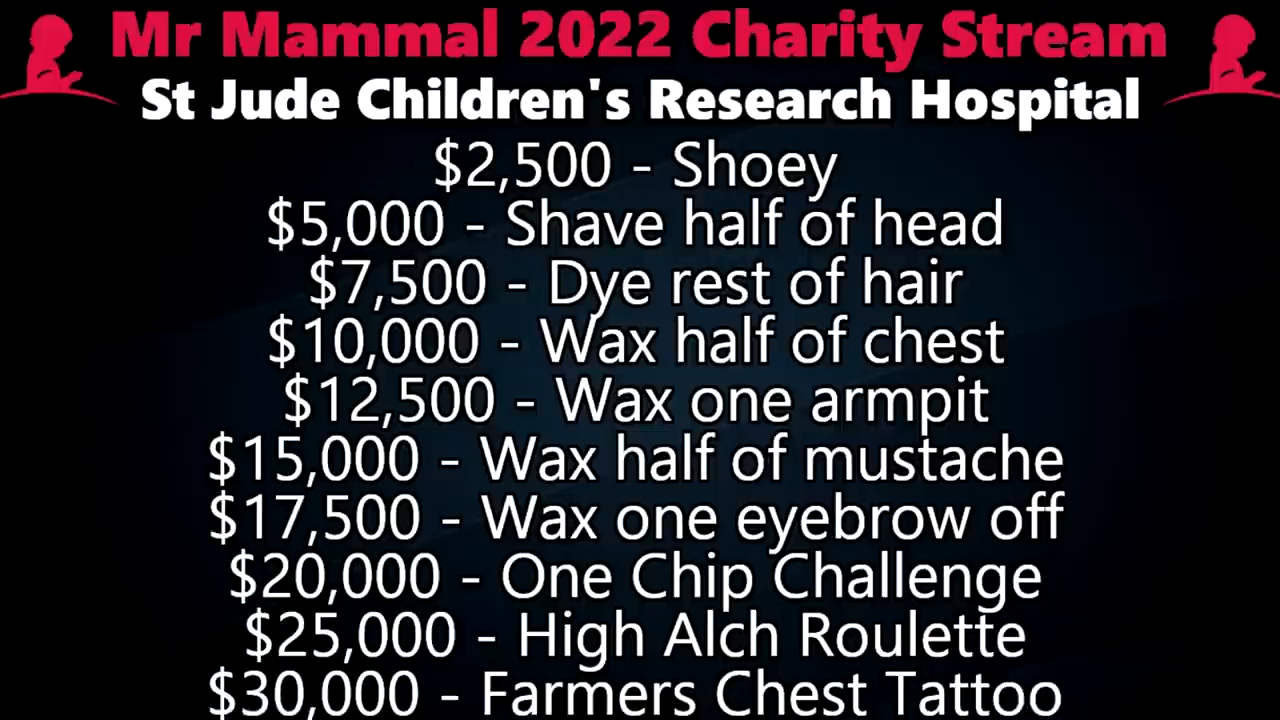 Mr Mammal 2022 Charity Stream
St Jude Children's Research Hospital
$2,500 - Shoey
$5,000 - Shave half of head
$7,500 - Dye rest of hair
$10,000 - Wax half of chest
$12,500 - Wax one armpit
$15,000 - Wax half of mustache
$17,500 - Wax one eyebrow off
$20,000 - One Chip Challenge
$25,000 - High Alch Roulette
$30,000 - Farmers Chest Tattoo